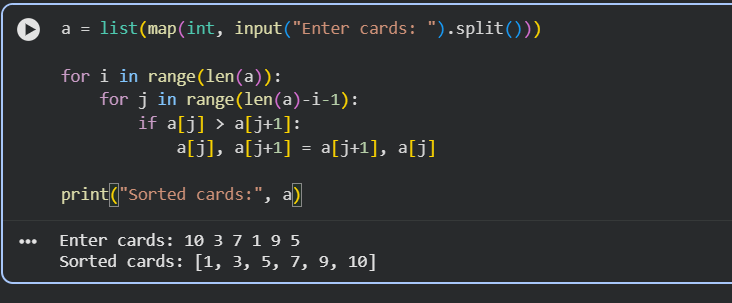 a = list(map(int, input("Enter cards: ").split()))
for i in range(len(a)):
    for j in range(len(a)-i-1):
        if a[j] > a[j+1]:
            a[j], a[j+1] = a[j+1], a[j]
print("Sorted cards:", a)
Enter cards: 10 3 7 1 9 5
Sorted cards: [1, 3, 5, 7, 9, 10]